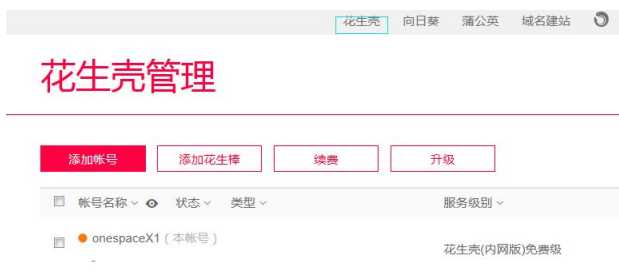 花生壳 向日葵 蒲公英 域名建站
花生壳管理
添加帐号 添加花生棒 续费 升级
帐号名称 状态 类型 服务级别
onespaceX1 ( 本帐号 ) 花生壳(内网版)免费级
-